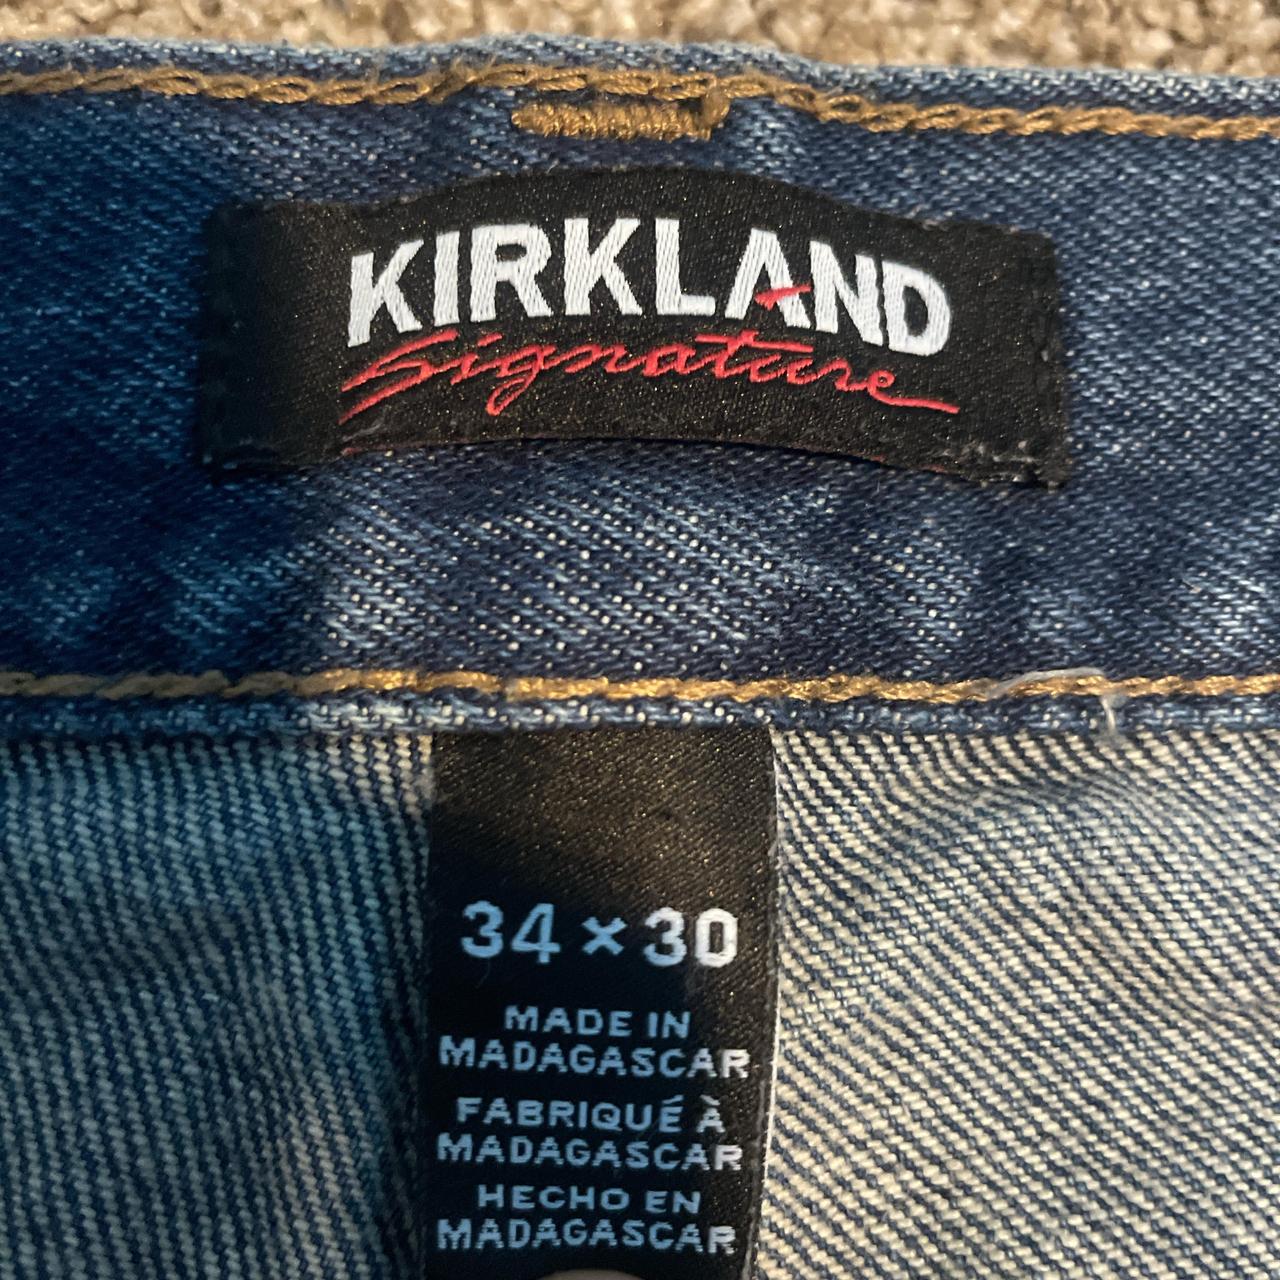 KIRKLAND
Signature
34 × 30
MADE IN
MADAGASCAR
FABRIQUÉ À
MADAGASCAR
HECHO EN
MADAGASCAR